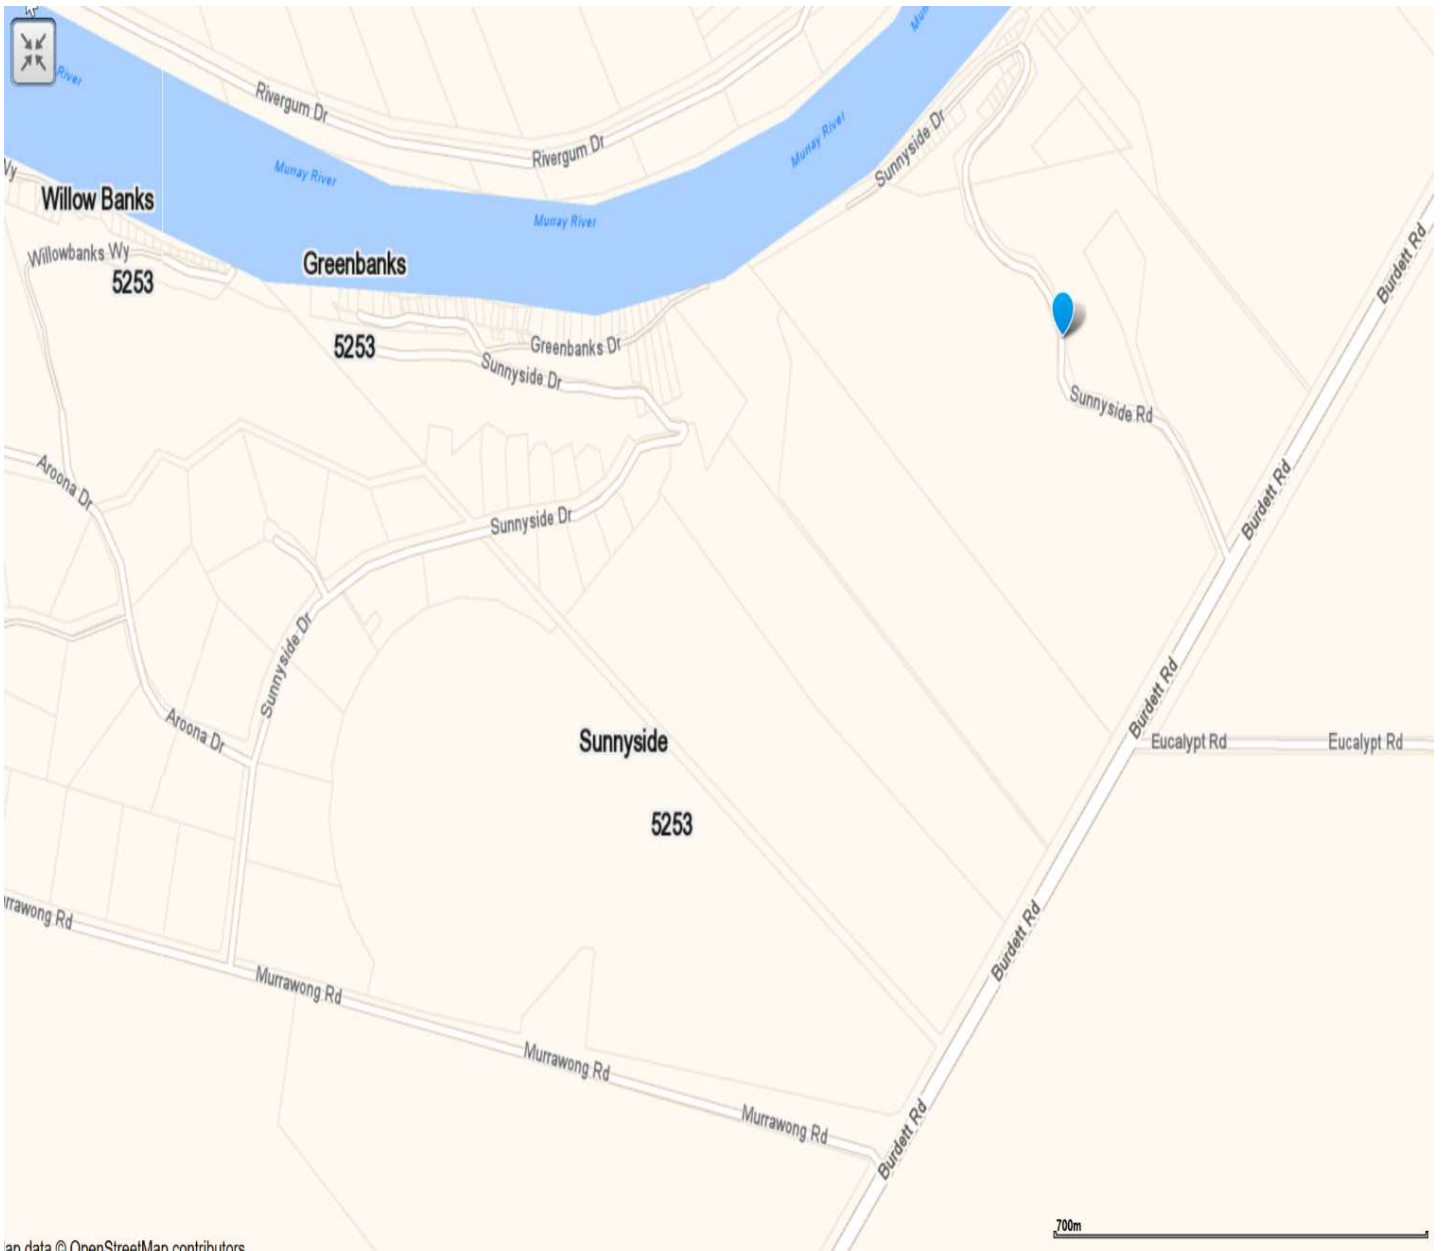 Rivergum Dr
River
Murray River
Sunnyside Dr
Rivergum Dr
Murray River
Willow Banks
Murray River
Burdett Rd
Willowbanks Wy
Greenbanks
5253
5253
Greenbanks Dr
Sunnyside Dr
Sunnyside Rd
Aroona Dr
Burdett Rd
Sunnyside Dr
Sunnyside Dr
Burdett Rd
Aroona Dr
Sunnyside
Eucalypt Rd
Eucalypt Rd
5253
rrawong Rd
Burdett Rd
Murrawong Rd
Murrawong Rd
Murrawong Rd
Burdett Rd
700m
ap data © OpenStreetMap contributors